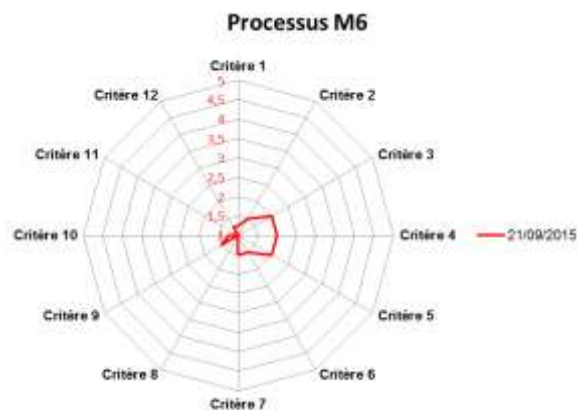 Processus M6
Critère 1
Critère 2
Critère 3
Critère 4
Critère 5
Critère 6
Critère 7
Critère 8
Critère 9
Critère 10
Critère 11
Critère 12
5
4,5
4
3,5
3
2,5
2
1,5
1
21/09/2015